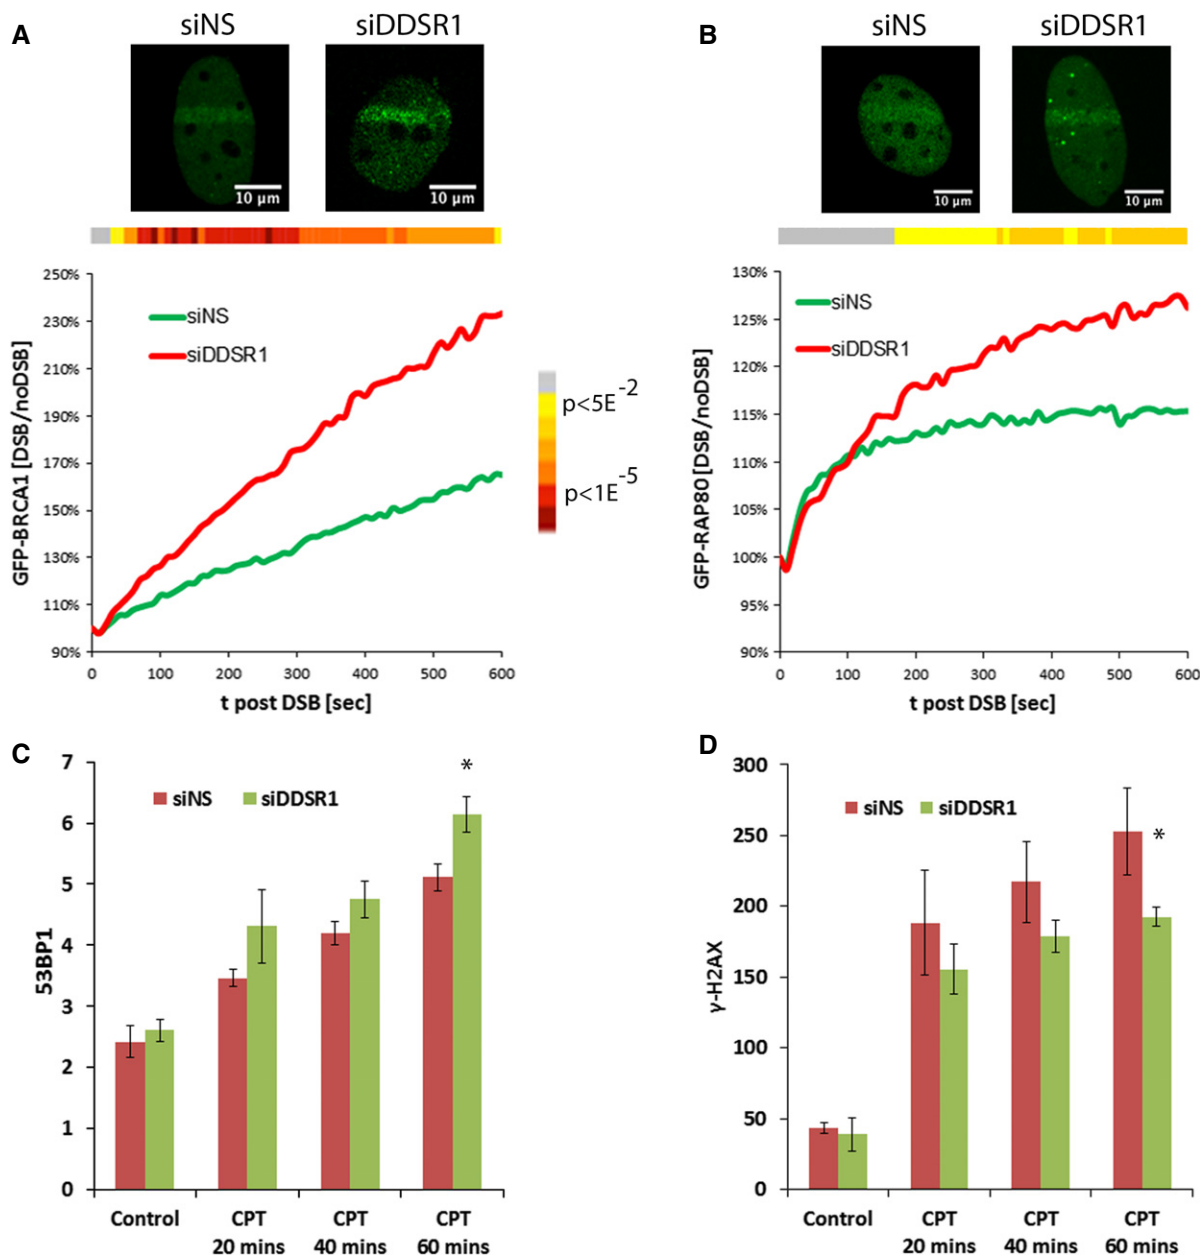 A
siNS
siDDSR1
10 µm
10 µm
250%
230%
210%
190%
170%
150%
130%
110%
90%
GFP-BRCA1 [DSB/noDSB]
siNS
siDDSR1
0 100 200 300 400 500 600
t post DSB [sec]
p<5E-2
p<1E-5
B
siNS
siDDSR1
10 µm
10 µm
130%
125%
120%
115%
110%
105%
100%
95%
90%
GFP-RAP80 [DSB/noDSB]
siNS
siDDSR1
0 100 200 300 400 500 600
t post DSB [sec]
C
7
6
5
4
3
2
1
0
53BP1
siNS siDDSR1
*
Control CPT CPT CPT
20 mins 40 mins 60 mins
D
300
250
200
150
100
50
0
γ-H2AX
siNS siDDSR1
*
Control CPT CPT CPT
20 mins 40 mins 60 mins